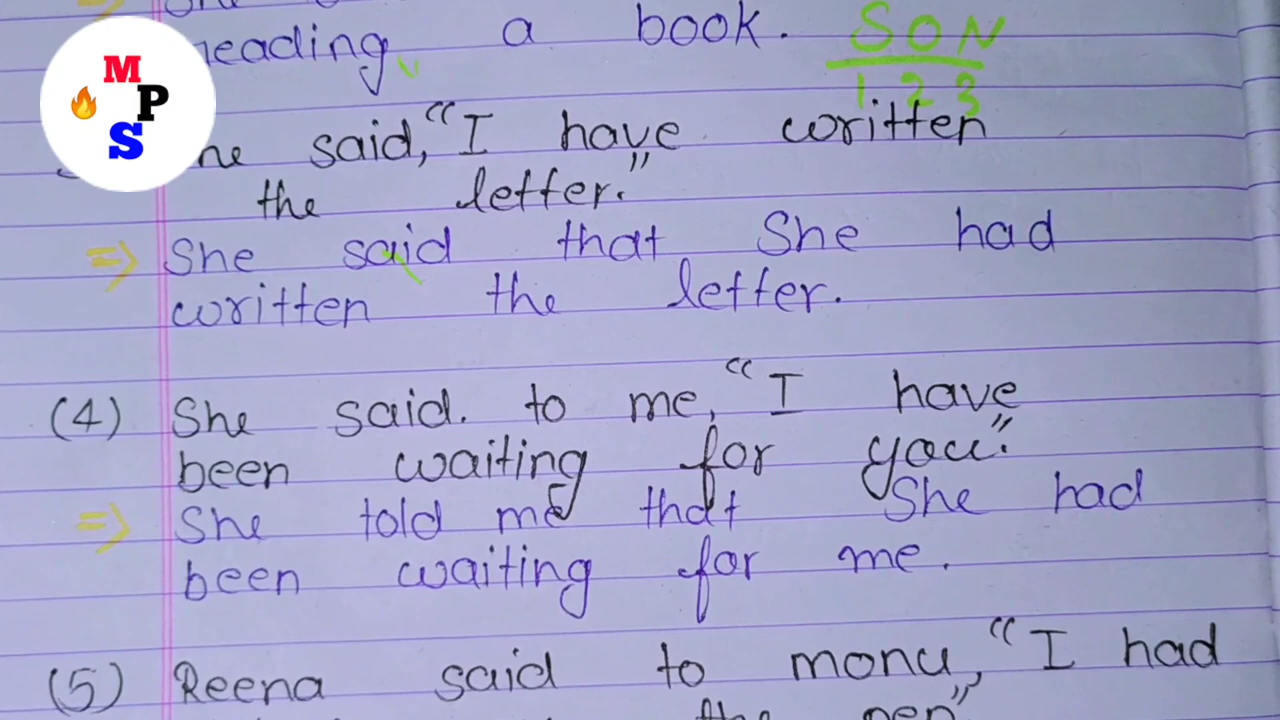 reading a book. SON
1 2 3
M
P
S
said, "I have written
the letter."
⇒ She said that She had
written the letter.
(4) She said. to me, "I have
been waiting for you".
⇒ She told me that She had
been waiting for me.
(5) Reena said to monu, "I had
the pen"